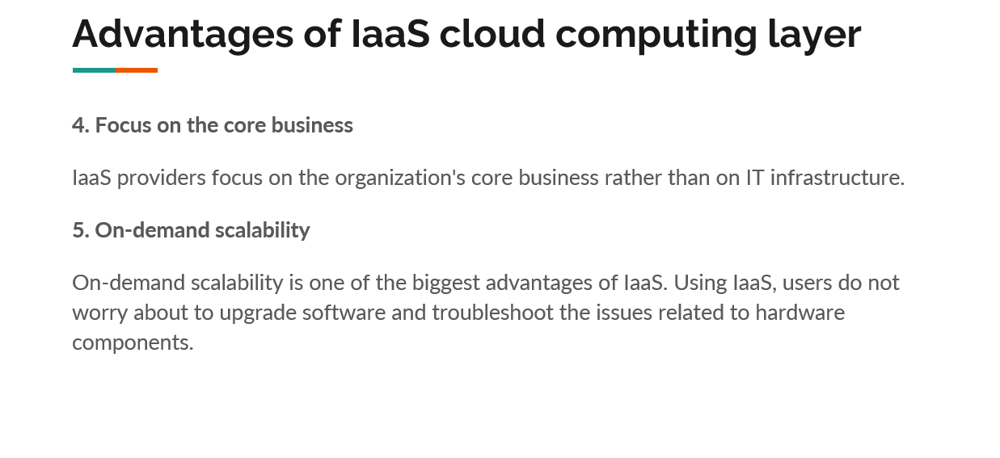 Advantages of IaaS cloud computing layer
4. Focus on the core business
IaaS providers focus on the organization's core business rather than on IT infrastructure.
5. On-demand scalability
On-demand scalability is one of the biggest advantages of IaaS. Using IaaS, users do not
worry about to upgrade software and troubleshoot the issues related to hardware
components.